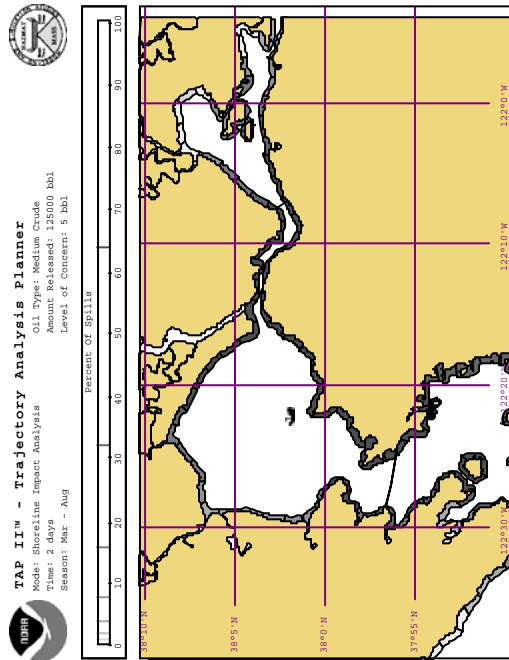 TAP II™ - Trajectory Analysis Planner
Mode: Shoreline Impact Analysis
Time: 2 days
Season: Mar - Aug
Oil Type: Medium Crude
Amount Released: 125000 bbl
Level of Concern: 5 bbl
NOAA
HAZMAT
Percent Of Spills
0 10 20 30 40 50 60 70 80 90 100
38°10'N
38°5'N
38°0'N
37°55'N
122°30'W
122°20'W
122°10'W
122°0'W